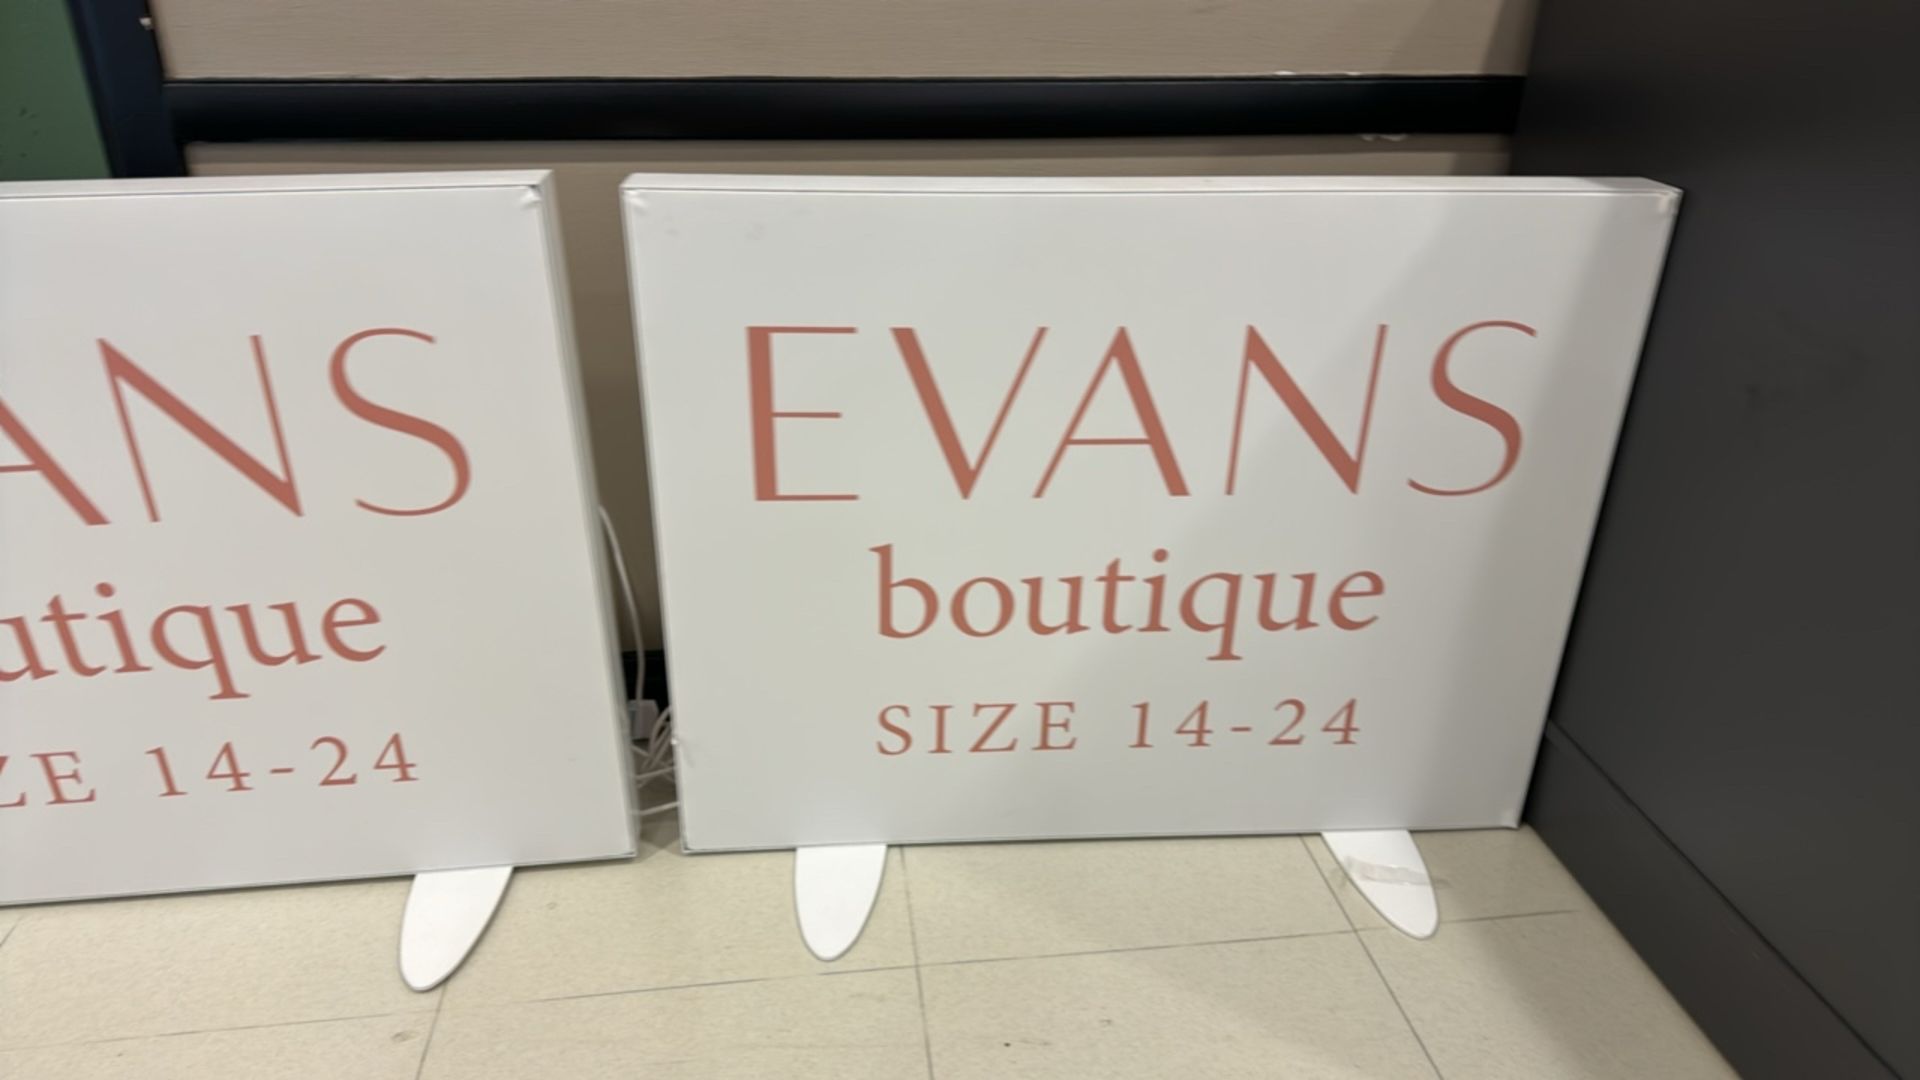 ANS
utique
ZE 14-24
EVANS
boutique
SIZE 14-24